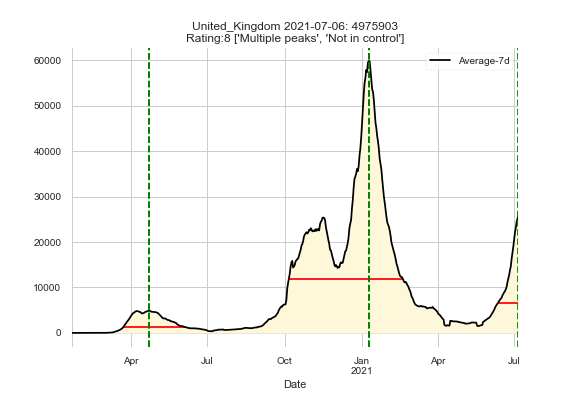 United_Kingdom 2021-07-06: 4975903
Rating:8 ['Multiple peaks', 'Not in control']
Average-7d
60000
50000
40000
30000
20000
10000
0
Apr Jul Oct Jan Apr Jul
2021
Date